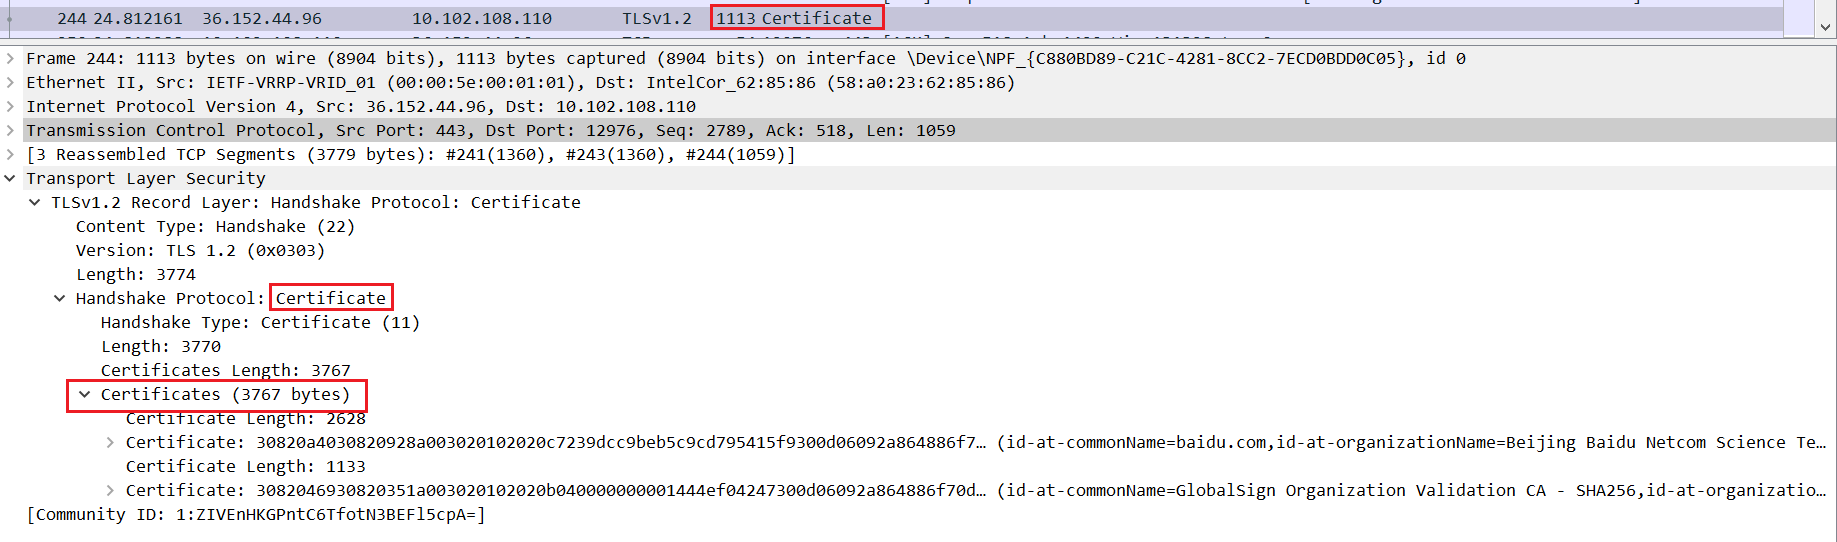 244 24.812161 36.152.44.96 10.102.108.110 TLSv1.2 1113 Certificate
Frame 244: 1113 bytes on wire (8904 bits), 1113 bytes captured (8904 bits) on interface \Device\NPF_{C880BD89-C21C-4281-8CC2-7ECD0BDD0C05}, id 0
Ethernet II, Src: IETF-VRRP-VRID_01 (00:00:5e:00:01:01), Dst: IntelCor_62:85:86 (58:a0:23:62:85:86)
Internet Protocol Version 4, Src: 36.152.44.96, Dst: 10.102.108.110
Transmission Control Protocol, Src Port: 443, Dst Port: 12976, Seq: 2789, Ack: 518, Len: 1059
[3 Reassembled TCP Segments (3779 bytes): #241(1360), #243(1360), #244(1059)]
Transport Layer Security
TLSv1.2 Record Layer: Handshake Protocol: Certificate
Content Type: Handshake (22)
Version: TLS 1.2 (0x0303)
Length: 3774
Handshake Protocol: Certificate
Handshake Type: Certificate (11)
Length: 3770
Certificates Length: 3767
Certificates (3767 bytes)
Certificate Length: 2628
Certificate: 30820a4030820928a003020102020c7239dcc9beb5c9cd795415f9300d06092a864886f7… (id-at-commonName=baidu.com,id-at-organizationName=Beijing Baidu Netcom Science Te…
Certificate Length: 1133
Certificate: 3082046930820351a003020102020b040000000001444ef04247300d06092a864886f70d… (id-at-commonName=GlobalSign Organization Validation CA - SHA256,id-at-organizatio…
[Community ID: 1:ZIVEnHKGPntC6TfotN3BEFl5cpA=]